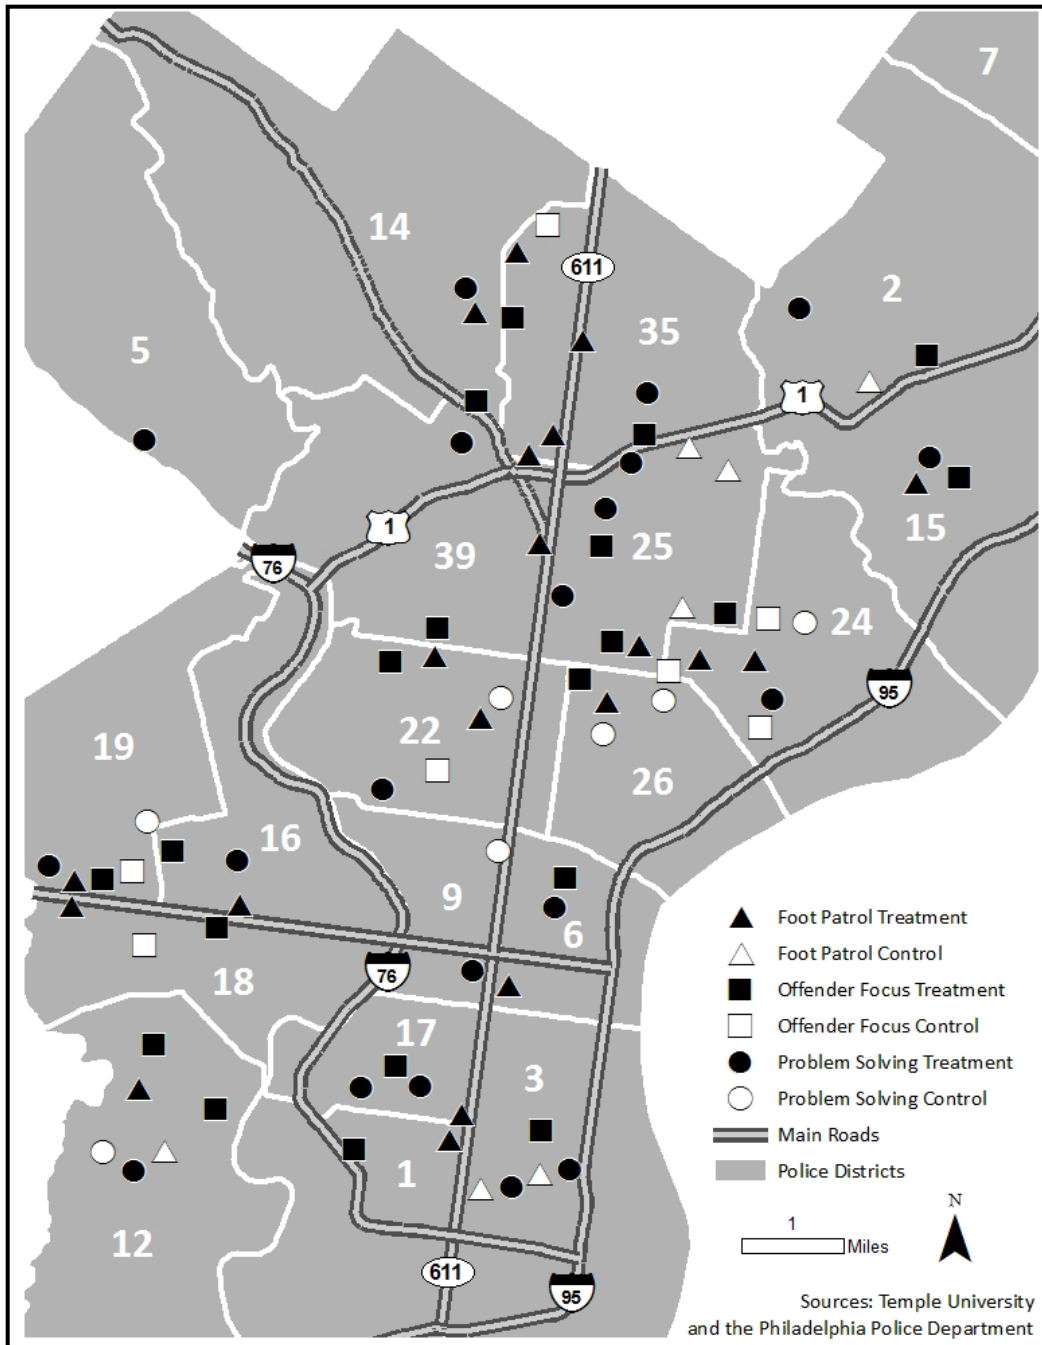 7
14
611
2
35
5
1
1
15
39
25
76
24
95
19
22
26
16
9
6
76
18
17
3
1
12
611
95
Foot Patrol Treatment
Foot Patrol Control
Offender Focus Treatment
Offender Focus Control
Problem Solving Treatment
Problem Solving Control
Main Roads
Police Districts
N
1
Miles
Sources: Temple University
and the Philadelphia Police Department